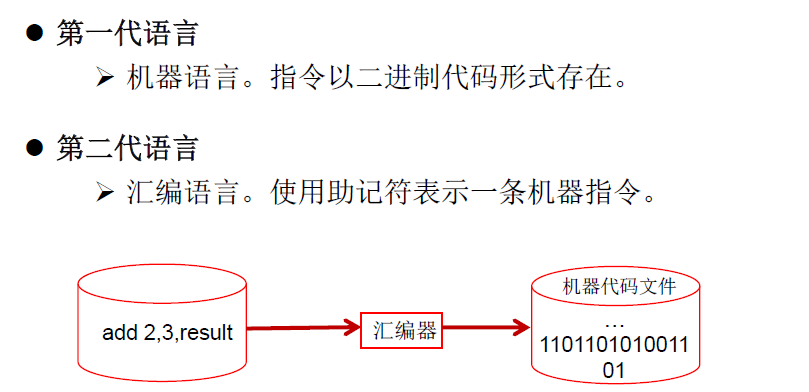 ● 第一代语言
➢ 机器语言。指令以二进制代码形式存在。
● 第二代语言
➢ 汇编语言。使用助记符表示一条机器指令。
add 2,3,result
汇编器
机器代码文件
…
1101101010011
01